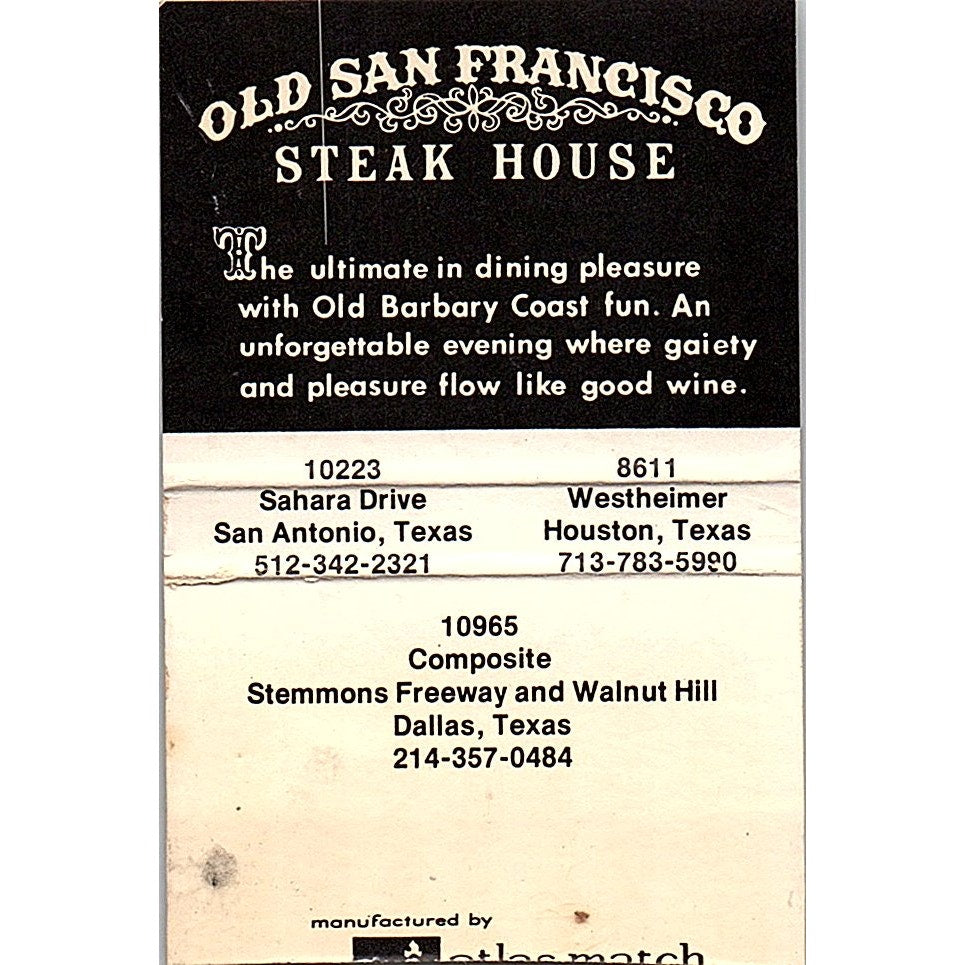 OLD SAN FRANCISCO
STEAK HOUSE
The ultimate in dining pleasure
with Old Barbary Coast fun. An
unforgettable evening where gaiety
and pleasure flow like good wine.
10223
Sahara Drive
San Antonio, Texas
512-342-2321
8611
Westheimer
Houston, Texas
713-783-5990
10965
Composite
Stemmons Freeway and Walnut Hill
Dallas, Texas
214-357-0484
manufactured by
atlas match